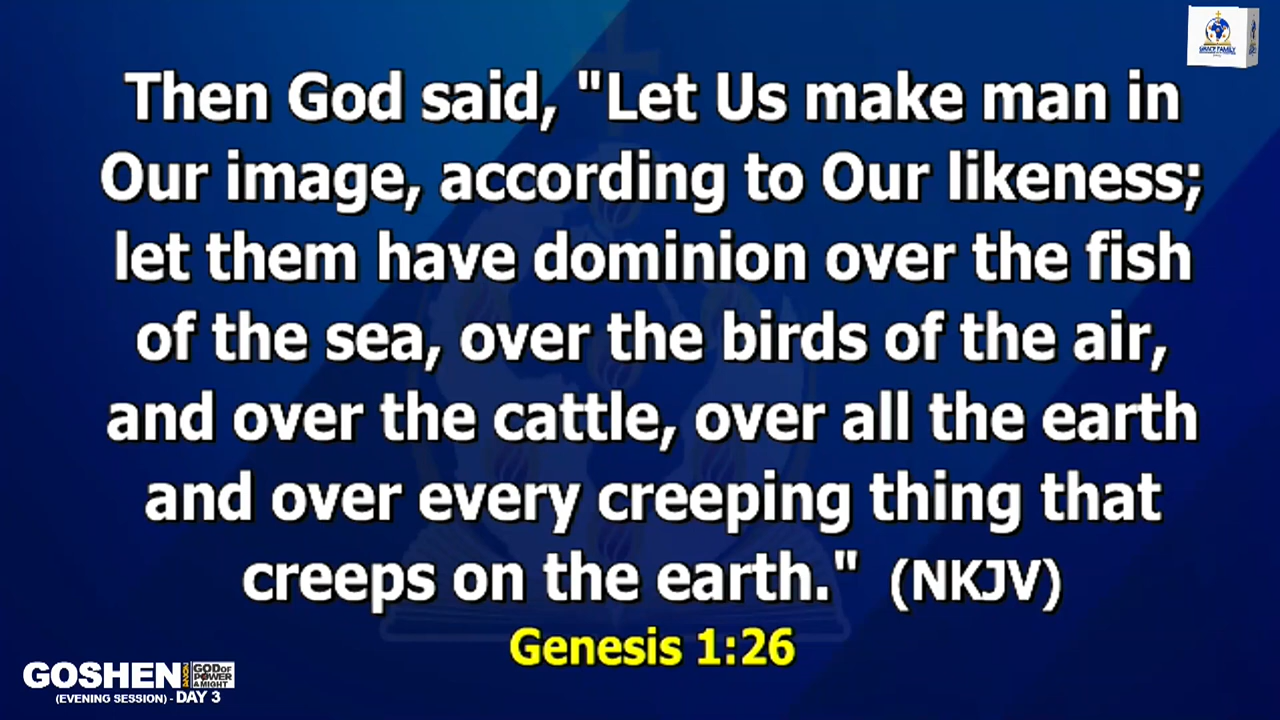 GRACE FAMILY
Then God said, "Let Us make man in
Our image, according to Our likeness;
let them have dominion over the fish
of the sea, over the birds of the air,
and over the cattle, over all the earth
and over every creeping thing that
creeps on the earth." (NKJV)
Genesis 1:26
GOSHEN
GOD OF
POWER
& MIGHT
(EVENING SESSION) - DAY 3